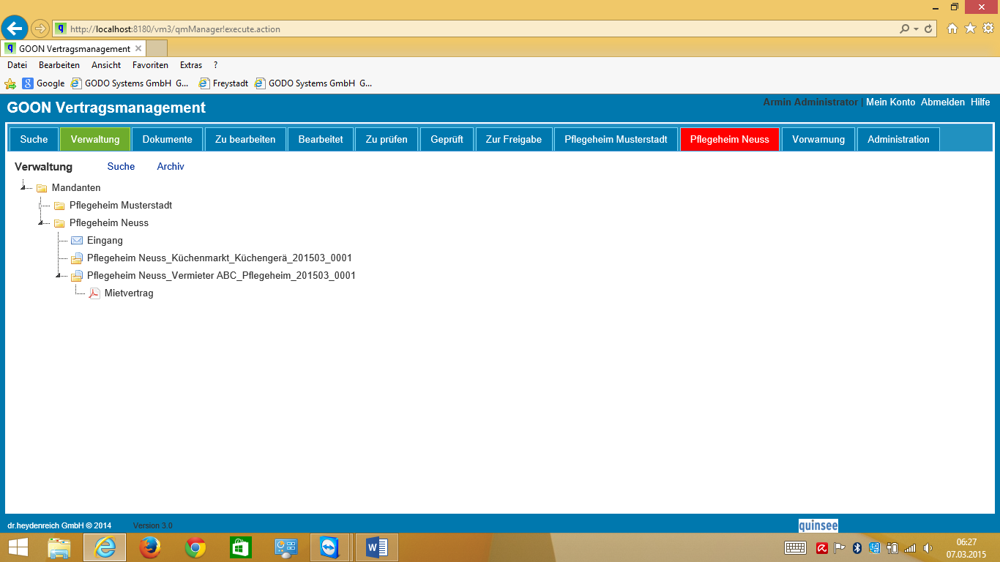 http://localhost:8180/vm3/qmManager!execute.action
GOON Vertragsmanagement
Datei Bearbeiten Ansicht Favoriten Extras ?
Google GODO Systems GmbH G... Freystadt GODO Systems GmbH G...
GOON Vertragsmanagement
Armin Administrator | Mein Konto Abmelden Hilfe
Suche Verwaltung Dokumente Zu bearbeiten Bearbeitet Zu prüfen Geprüft Zur Freigabe Pflegeheim Musterstadt Pflegeheim Neuss Vorwarnung Administration
Verwaltung Suche Archiv
Mandanten
Pflegeheim Musterstadt
Pflegeheim Neuss
Eingang
Pflegeheim Neuss_Küchenmarkt_Küchengerä_201503_0001
Pflegeheim Neuss_Vermieter ABC_Pflegeheim_201503_0001
Mietvertrag
dr.heydenreich GmbH © 2014 Version 3.0
quinsee
06:27
07.03.2015